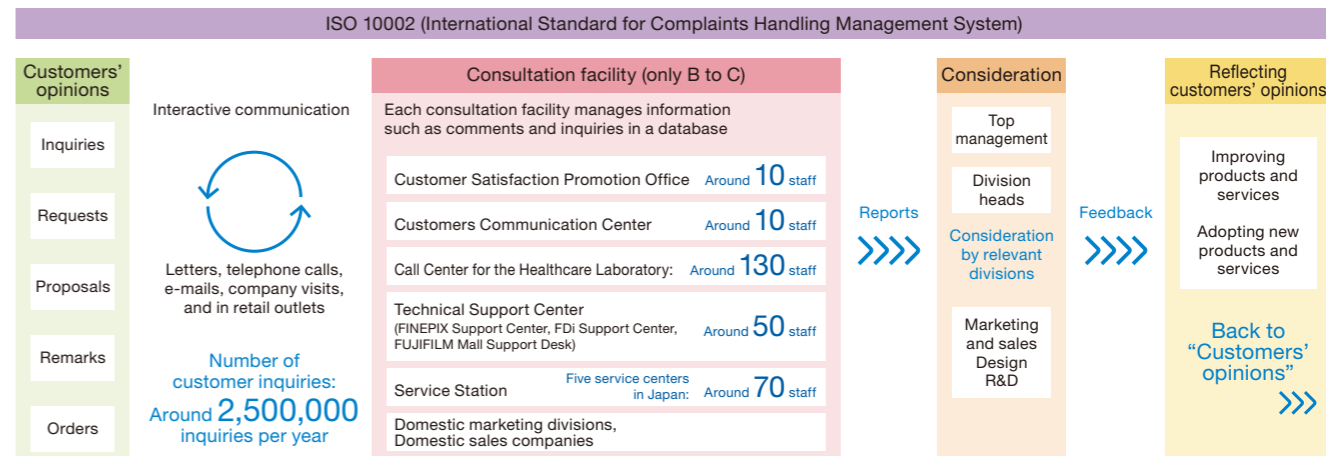 ISO 10002 (International Standard for Complaints Handling Management System)
Customers'
opinions
Inquiries
Requests
Proposals
Remarks
Orders
Interactive communication
Letters, telephone calls,
e-mails, company visits,
and in retail outlets
Number of
customer inquiries:
Around 2,500,000
inquiries per year
Consultation facility (only B to C)
Each consultation facility manages information
such as comments and inquiries in a database
Customer Satisfaction Promotion Office Around 10 staff
Customers Communication Center Around 10 staff
Call Center for the Healthcare Laboratory: Around 130 staff
Technical Support Center
(FINEPIX Support Center, FDi Support Center,
FUJIFILM Mall Support Desk)
Around 50 staff
Service Station
Five service centers
in Japan: Around 70 staff
Domestic marketing divisions,
Domestic sales companies
Reports
Consideration
Top
management
Division
heads
Consideration
by relevant
divisions
Marketing
and sales
Design
R&D
Feedback
Reflecting
customers' opinions
Improving
products and
services
Adopting new
products and
services
Back to
"Customers'
opinions"